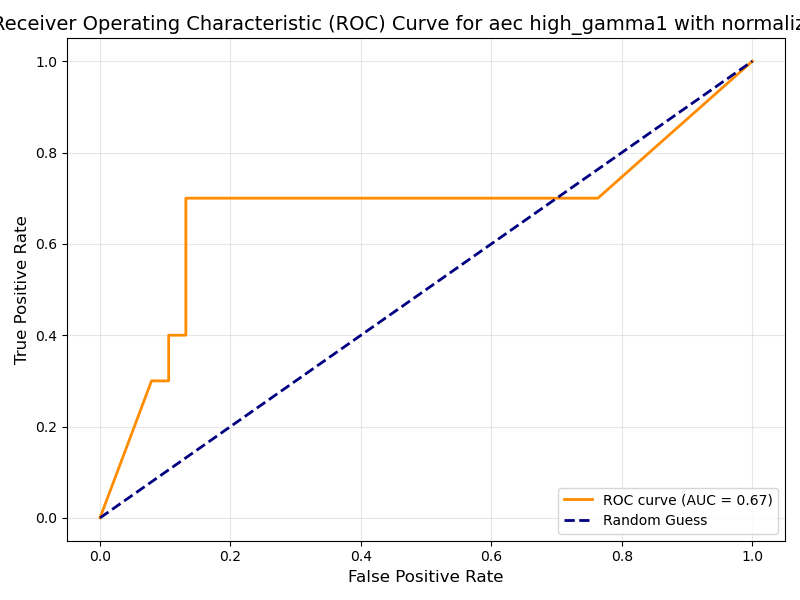 Receiver Operating Characteristic (ROC) Curve for aec high_gamma1 with
1.0
0.8
0.6
0.4
0.2
0.0
True Positive Rate
0.0 0.2 0.4 0.6 0.8 1.0
False Positive Rate
ROC curve (AUC = 0.67)
Random Guess